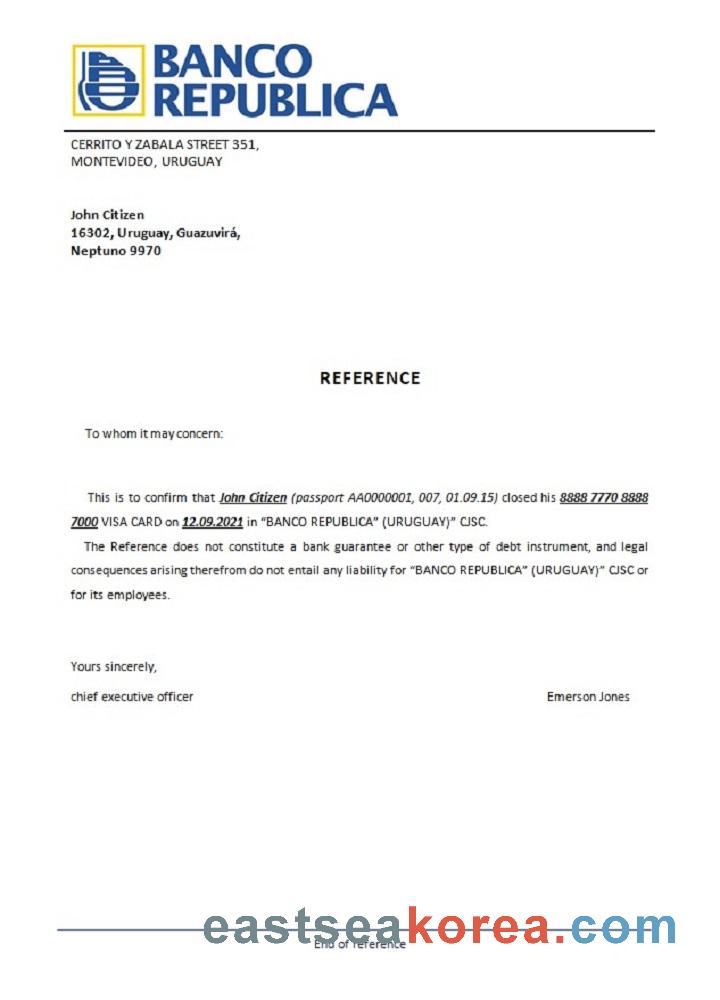 BANCO
REPUBLICA
CERRITO Y ZABALA STREET 351,
MONTEVIDEO, URUGUAY
John Citizen
16302, Uruguay, Guazuvirá,
Neptuno 9970
REFERENCE
To whom it may concern:
This is to confirm that John Citizen (passport AA0000001, 007, 01.09.15) closed his 8888 7770 8888
7000 VISA CARD on 12.09.2021 in "BANCO REPUBLICA" (URUGUAY)" CJSC.
The Reference does not constitute a bank guarantee or other type of debt instrument, and legal
consequences arising therefrom do not entail any liability for "BANCO REPUBLICA" (URUGUAY)" CJSC or
for its employees.
Yours sincerely,
chief executive officer Emerson Jones
eastseakorea.com
End of reference